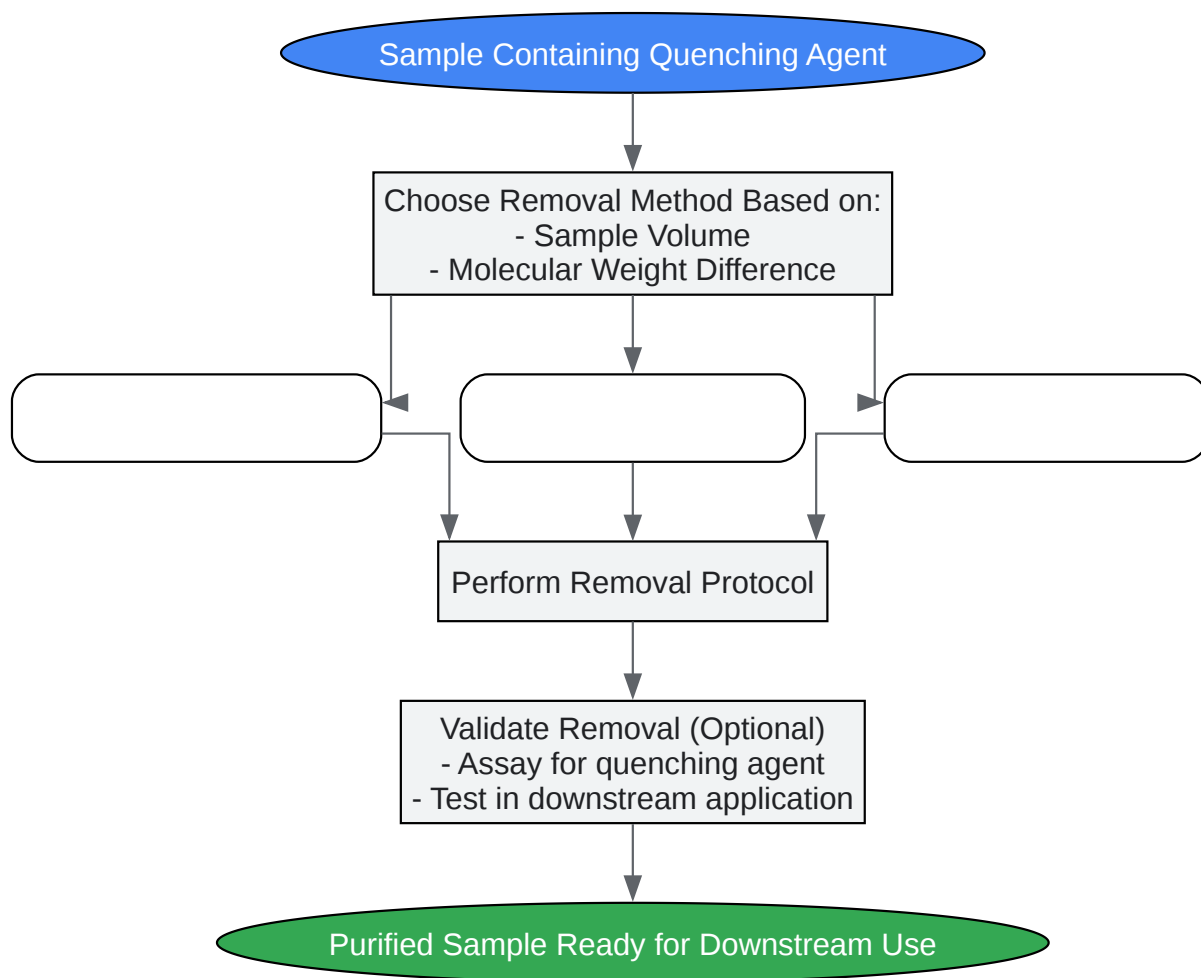 Sample Containing Quenching Agent
Choose Removal Method Based on:
- Sample Volume
- Molecular Weight Difference
Perform Removal Protocol
Validate Removal (Optional)
- Assay for quenching agent
- Test in downstream application
Purified Sample Ready for Downstream Use